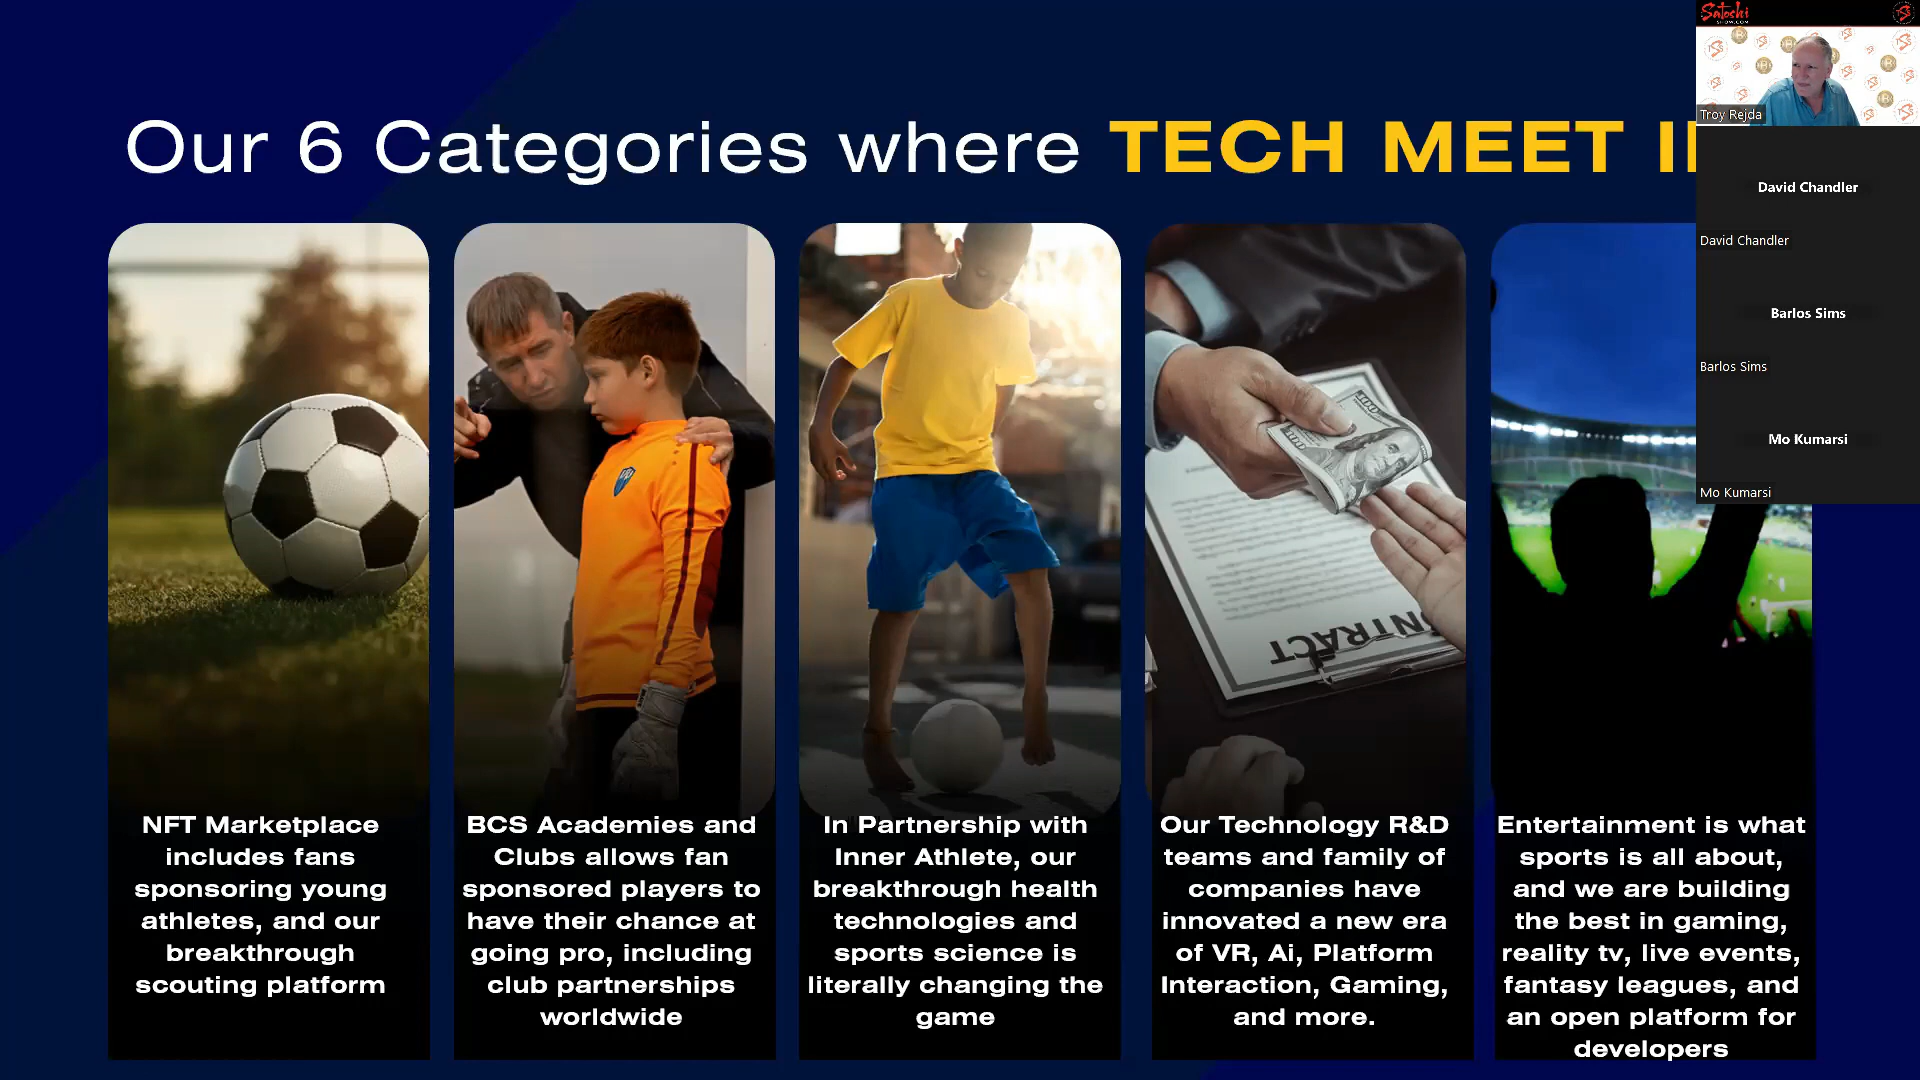 Our 6 Categories where TECH MEET
NFT Marketplace
includes fans
sponsoring young
athletes, and our
breakthrough
scouting platform
BCS Academies and
Clubs allows fan
sponsored players to
have their chance at
going pro, including
club partnerships
worldwide
In Partnership with
Inner Athlete, our
breakthrough health
technologies and
sports science is
literally changing the
game
Our Technology R&D
teams and family of
companies have
innovated a new era
of VR, Ai, Platform
Interaction, Gaming,
and more.
Entertainment is what
sports is all about,
and we are building
the best in gaming,
reality tv, live events,
fantasy leagues, and
an open platform for
developers
Satoshi
SHOW.COM
Troy Rejda
David Chandler
David Chandler
Barlos Sims
Barlos Sims
Mo Kumarsi
Mo Kumarsi
100
100